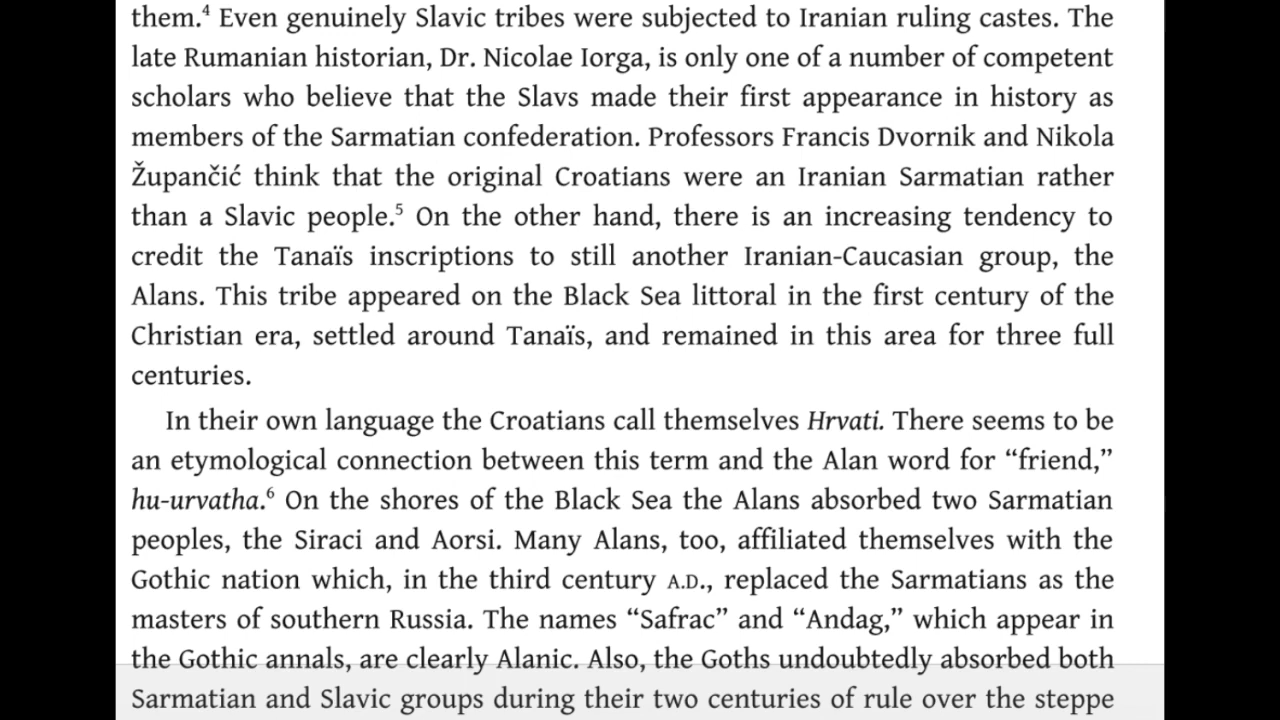 them.⁴ Even genuinely Slavic tribes were subjected to Iranian ruling castes. The
late Rumanian historian, Dr. Nicolae Iorga, is only one of a number of competent
scholars who believe that the Slavs made their first appearance in history as
members of the Sarmatian confederation. Professors Francis Dvornik and Nikola
Župančić think that the original Croatians were an Iranian Sarmatian rather
than a Slavic people.⁵ On the other hand, there is an increasing tendency to
credit the Tanaïs inscriptions to still another Iranian-Caucasian group, the
Alans. This tribe appeared on the Black Sea littoral in the first century of the
Christian era, settled around Tanaïs, and remained in this area for three full
centuries.
In their own language the Croatians call themselves Hrvati. There seems to be
an etymological connection between this term and the Alan word for “friend,”
hu-urvatha.⁶ On the shores of the Black Sea the Alans absorbed two Sarmatian
peoples, the Siraci and Aorsi. Many Alans, too, affiliated themselves with the
Gothic nation which, in the third century A.D., replaced the Sarmatians as the
masters of southern Russia. The names “Safrac” and “Andag,” which appear in
the Gothic annals, are clearly Alanic. Also, the Goths undoubtedly absorbed both
Sarmatian and Slavic groups during their two centuries of rule over the steppe